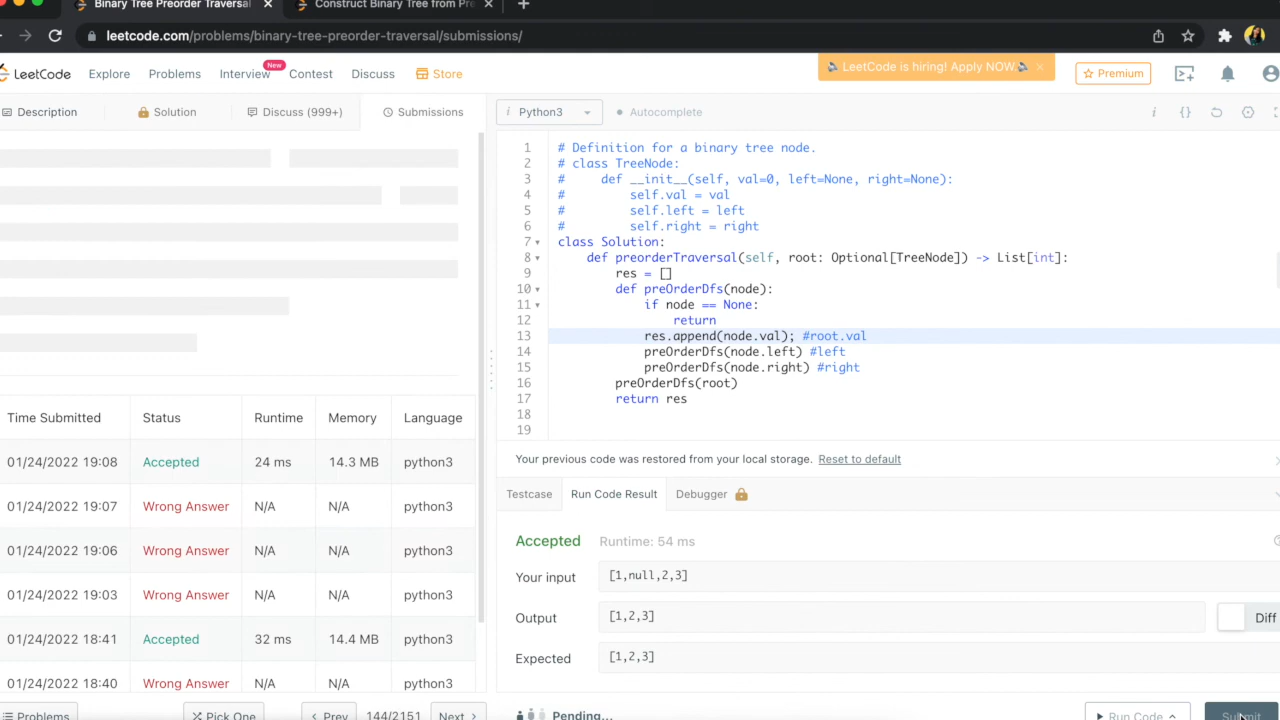 Binary Tree Preorder Traversal
Construct Binary Tree from Pre
leetcode.com/problems/binary-tree-preorder-traversal/submissions/
LeetCode
Explore
Problems
Interview
New
Contest
Discuss
Store
LeetCode is hiring! Apply NOW
Premium
Description
Solution
Discuss (999+)
Submissions
i Python3
Autocomplete
1 # Definition for a binary tree node.
2 # class TreeNode:
3 #     def __init__(self, val=0, left=None, right=None):
4 #         self.val = val
5 #         self.left = left
6 #         self.right = right
7 class Solution:
8     def preorderTraversal(self, root: Optional[TreeNode]) -> List[int]:
9         res = []
10         def preOrderDfs(node):
11             if node == None:
12                 return
13             res.append(node.val); #root.val
14             preOrderDfs(node.left) #left
15             preOrderDfs(node.right) #right
16         preOrderDfs(root)
17         return res
18
19
Your previous code was restored from your local storage. Reset to default
Time Submitted Status Runtime Memory Language
01/24/2022 19:08 Accepted 24 ms 14.3 MB python3
01/24/2022 19:07 Wrong Answer N/A N/A python3
01/24/2022 19:06 Wrong Answer N/A N/A python3
01/24/2022 19:03 Wrong Answer N/A N/A python3
01/24/2022 18:41 Accepted 32 ms 14.4 MB python3
01/24/2022 18:40 Wrong Answer N/A N/A python3
Testcase
Run Code Result
Debugger
Accepted Runtime: 54 ms
Your input [1,null,2,3]
Output [1,2,3]
Diff
Expected [1,2,3]
Problems
Pick One
Prev
144/2151
Next
Pending...
Run Code
Submit